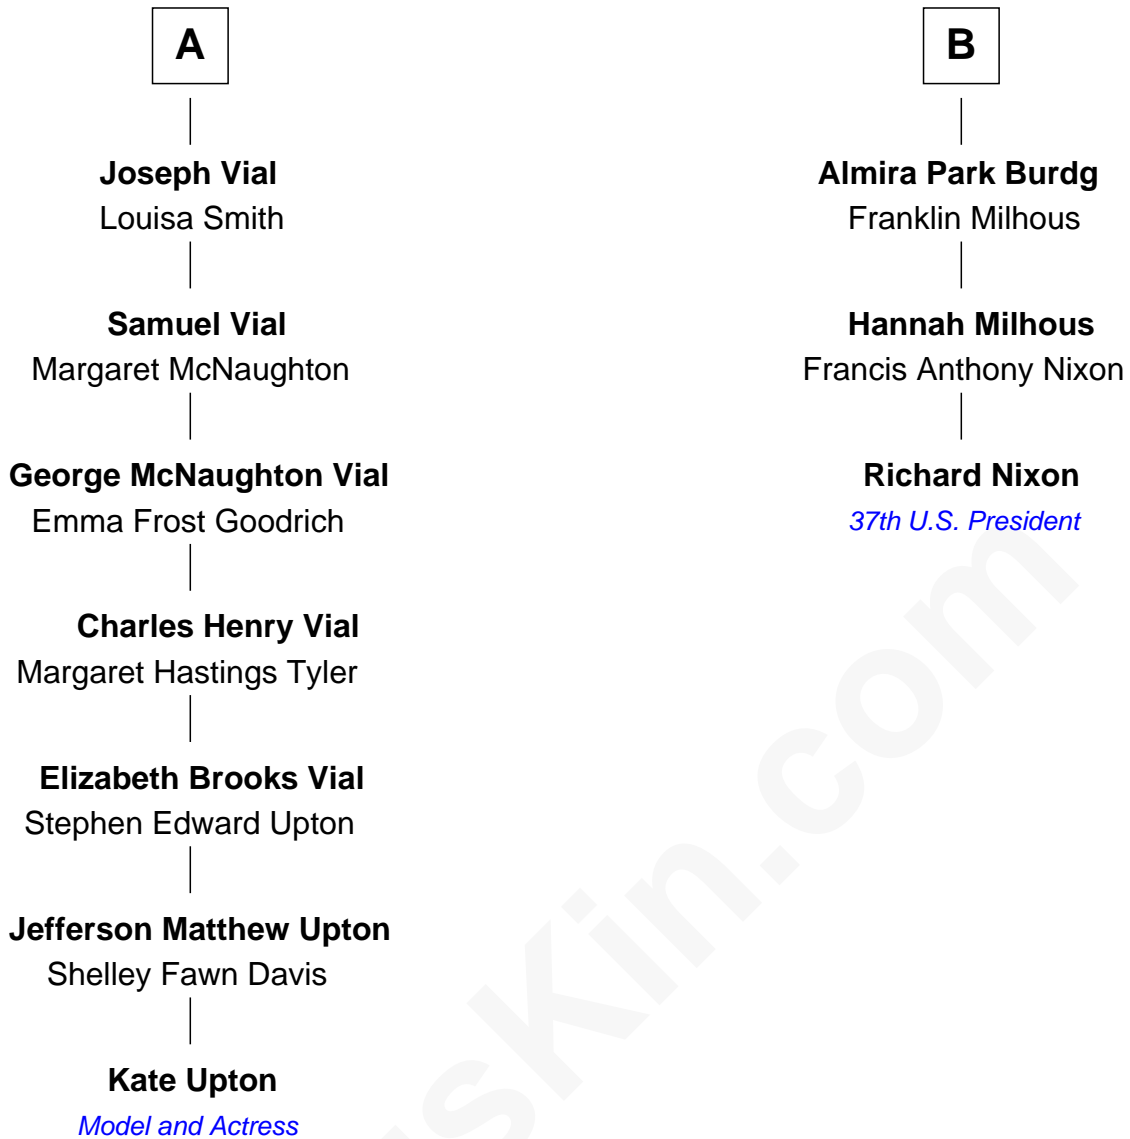 A
Joseph Vial
Louisa Smith
Samuel Vial
Margaret McNaughton
George McNaughton Vial
Emma Frost Goodrich
Charles Henry Vial
Margaret Hastings Tyler
Elizabeth Brooks Vial
Stephen Edward Upton
Jefferson Matthew Upton
Shelley Fawn Davis
Kate Upton
Model and Actress
B
Almira Park Burdg
Franklin Milhous
Hannah Milhous
Francis Anthony Nixon
Richard Nixon
37th U.S. President
sKin.com